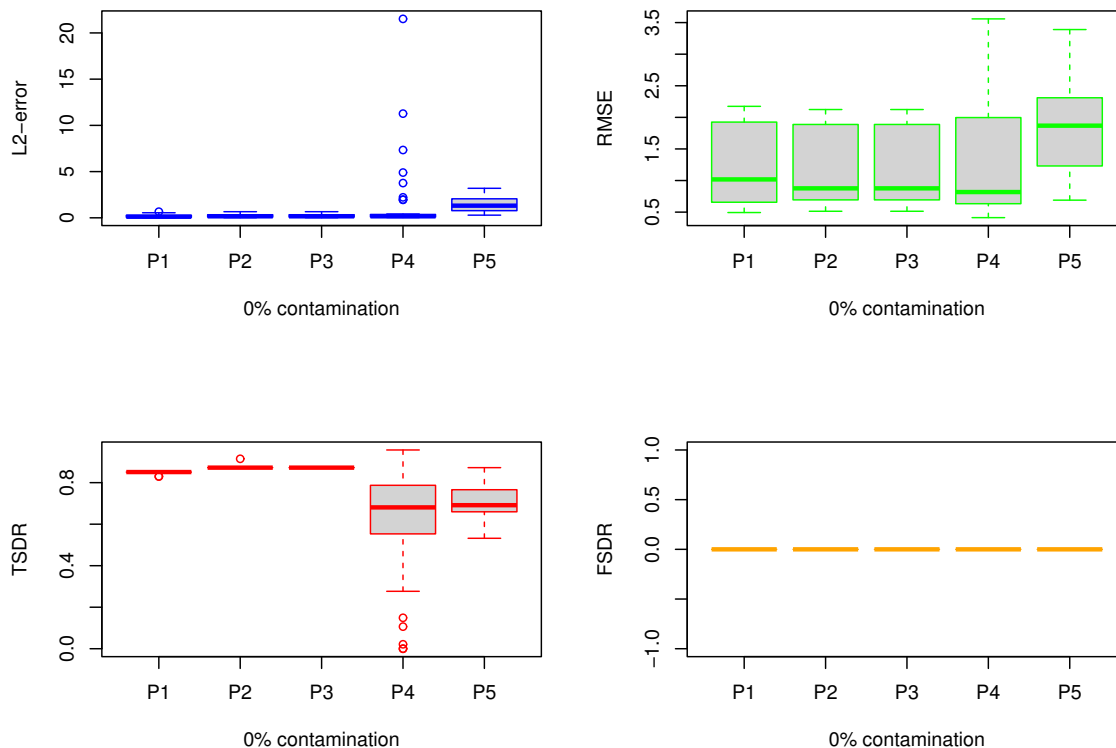 L2−error
20
15
10
5
0
P1 P2 P3 P4 P5
0% contamination
RMSE
3.5
2.5
1.5
0.5
P1 P2 P3 P4 P5
0% contamination
TSDR
0.8
0.4
0.0
P1 P2 P3 P4 P5
0% contamination
FSDR
1.0
0.5
0.0
−1.0
P1 P2 P3 P4 P5
0% contamination